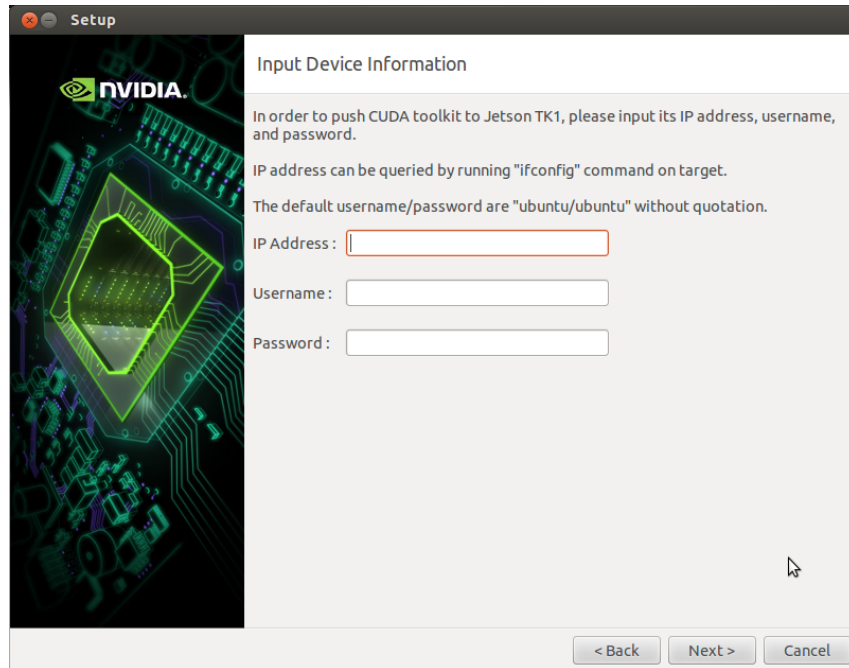 Setup
NVIDIA.
Input Device Information
In order to push CUDA toolkit to Jetson TK1, please input its IP address, username,
and password.
IP address can be queried by running "ifconfig" command on target.
The default username/password are "ubuntu/ubuntu" without quotation.
IP Address :
Username :
Password :
< Back
Next >
Cancel